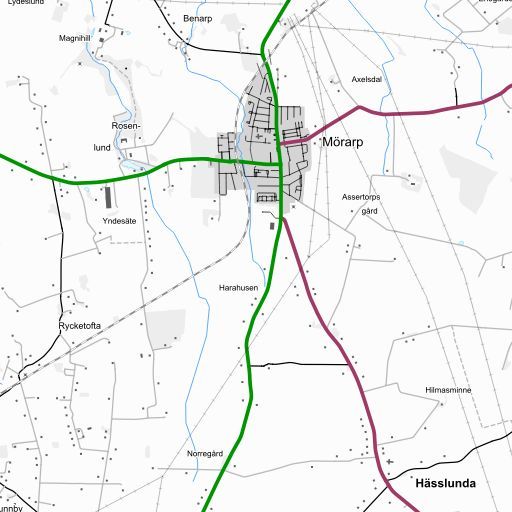 Lydeslund
Benarp
Magnihill
Axelsdal
Rosen-
lund
Mörarp
Assertorps
gård
Yndesäte
Harahusen
Rycketofta
Hilmasminne
Norregård
Hässlunda